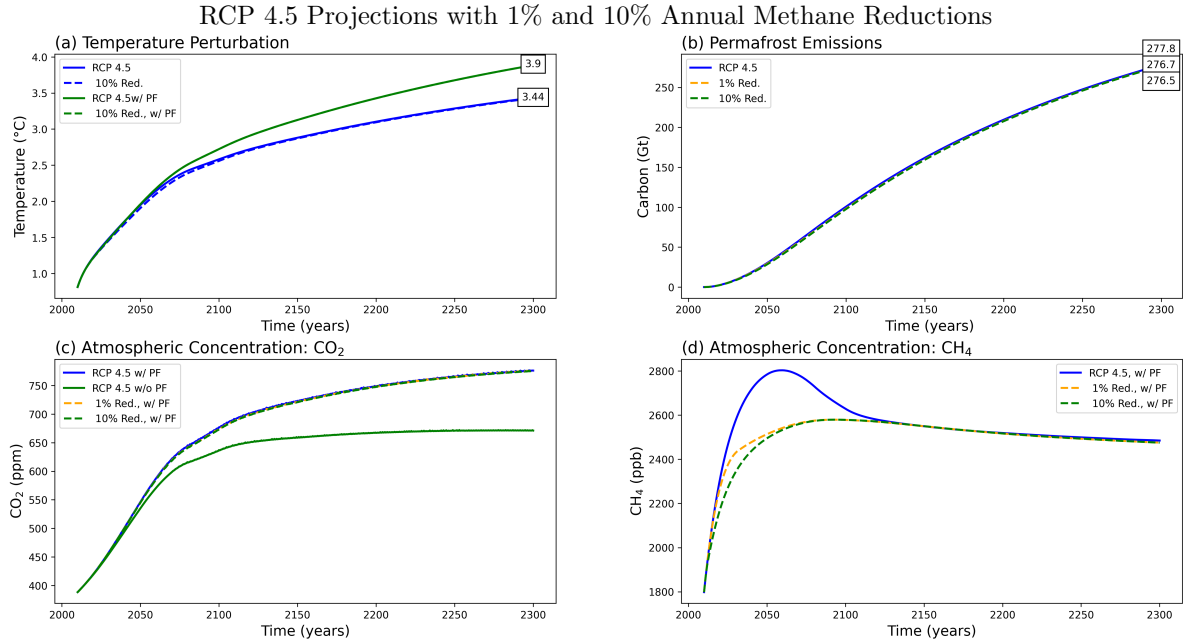 RCP 4.5 Projections with 1% and 10% Annual Methane Reductions
(a) Temperature Perturbation
4.0
3.5
3.0
2.5
2.0
1.5
1.0
Temperature (°C)
RCP 4.5
10% Red.
RCP 4.5w/ PF
10% Red., w/ PF
3.9
3.44
2000
2050
2100
2150
2200
2250
2300
Time (years)
(b) Permafrost Emissions
250
200
150
100
50
0
Carbon (Gt)
RCP 4.5
1% Red.
10% Red.
277.8
276.7
276.5
2000
2050
2100
2150
2200
2250
2300
Time (years)
(c) Atmospheric Concentration: CO₂
750
700
650
600
550
500
450
400
CO₂ (ppm)
RCP 4.5 w/ PF
RCP 4.5 w/o PF
1% Red., w/ PF
10% Red., w/ PF
2000
2050
2100
2150
2200
2250
2300
Time (years)
(d) Atmospheric Concentration: CH₄
2800
2600
2400
2200
2000
1800
CH₄ (ppb)
RCP 4.5, w/ PF
1% Red., w/ PF
10% Red., w/ PF
2000
2050
2100
2150
2200
2250
2300
Time (years)